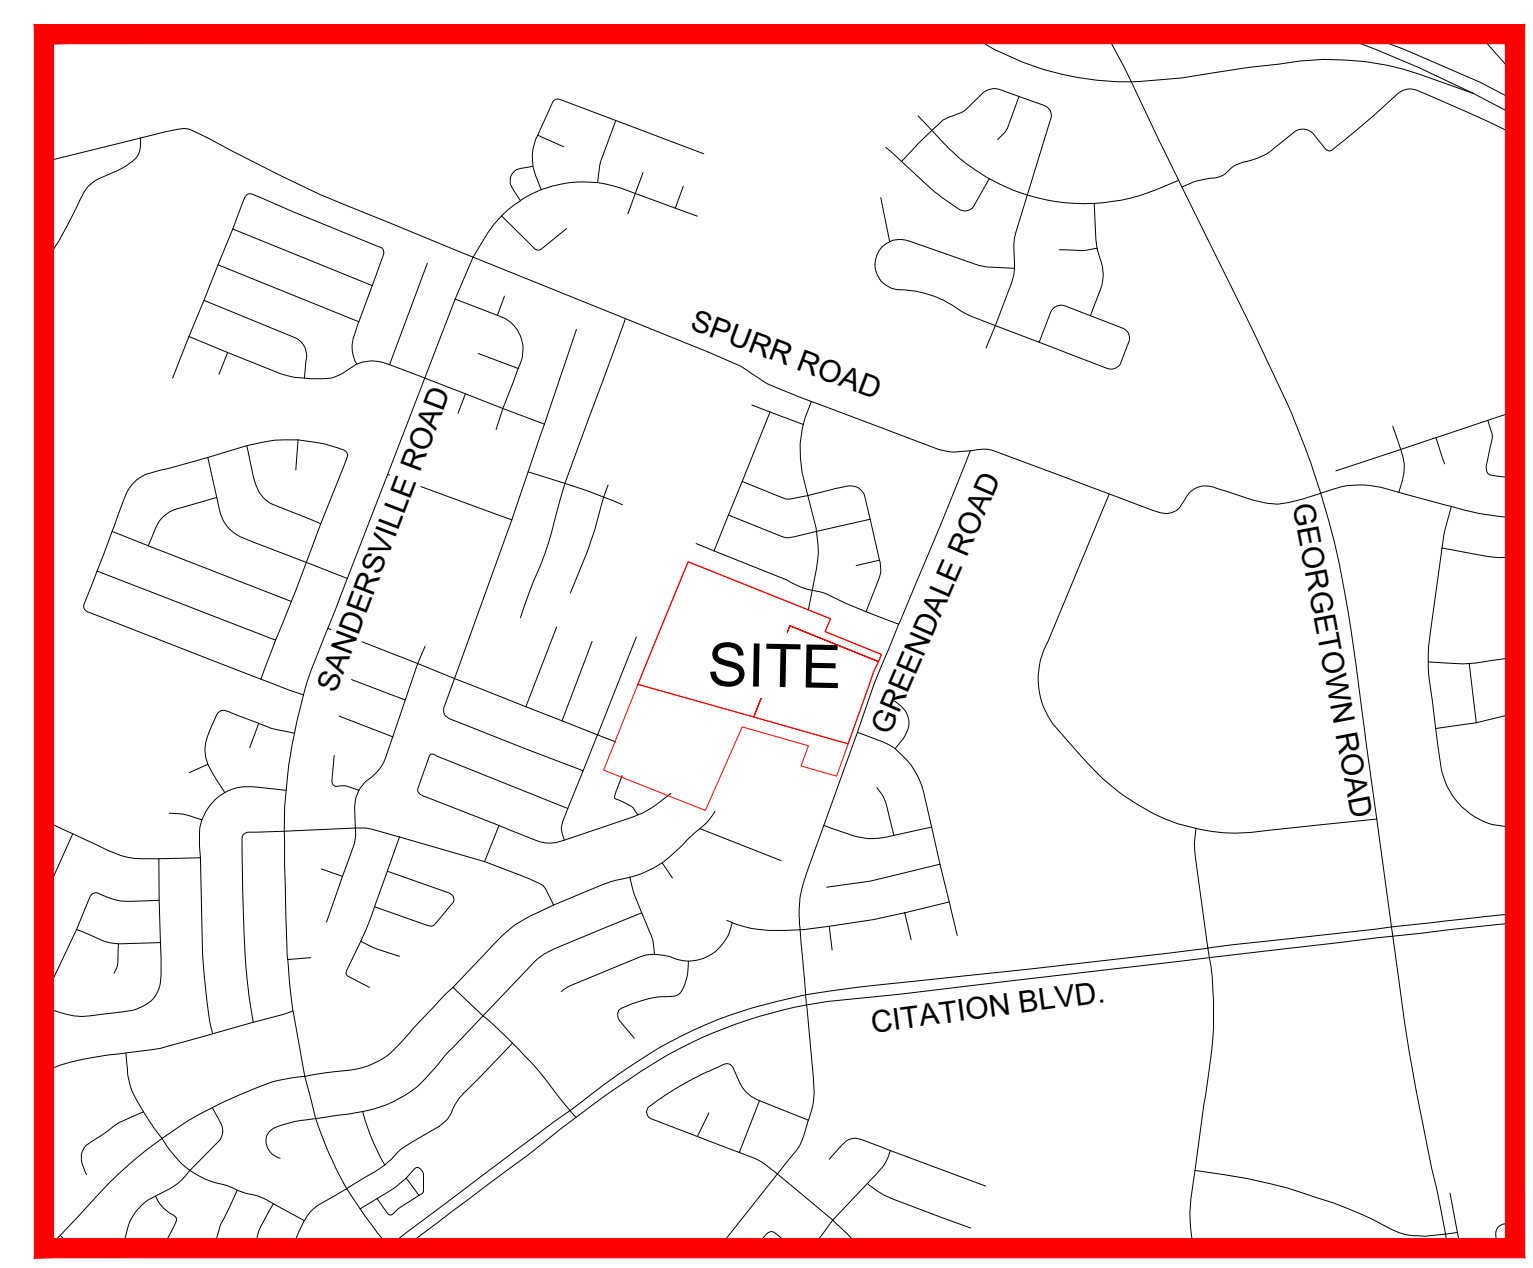 SPURR ROAD
SANDERSVILLE ROAD
GREENDALE ROAD
GEORGETOWN ROAD
SITE
CITATION BLVD.